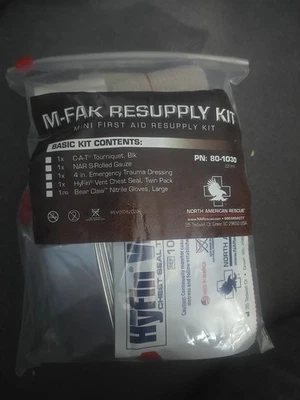 M-FAK RESUPPLY KIT
MINI FIRST AID RESUPPLY KIT
BASIC KIT CONTENTS:
PN: 80-1030
1x C-A-T Tourniquet, Blk
1x NAR S-Rolled Gauze
1x 4 in. Emergency Trauma Dressing
1x HyFin Vent Chest Seal, Twin Pack
Bear Claw Nitrile Gloves, Large
NORTH AMERICAN RESCUE
HyFin
CHEST SEAL